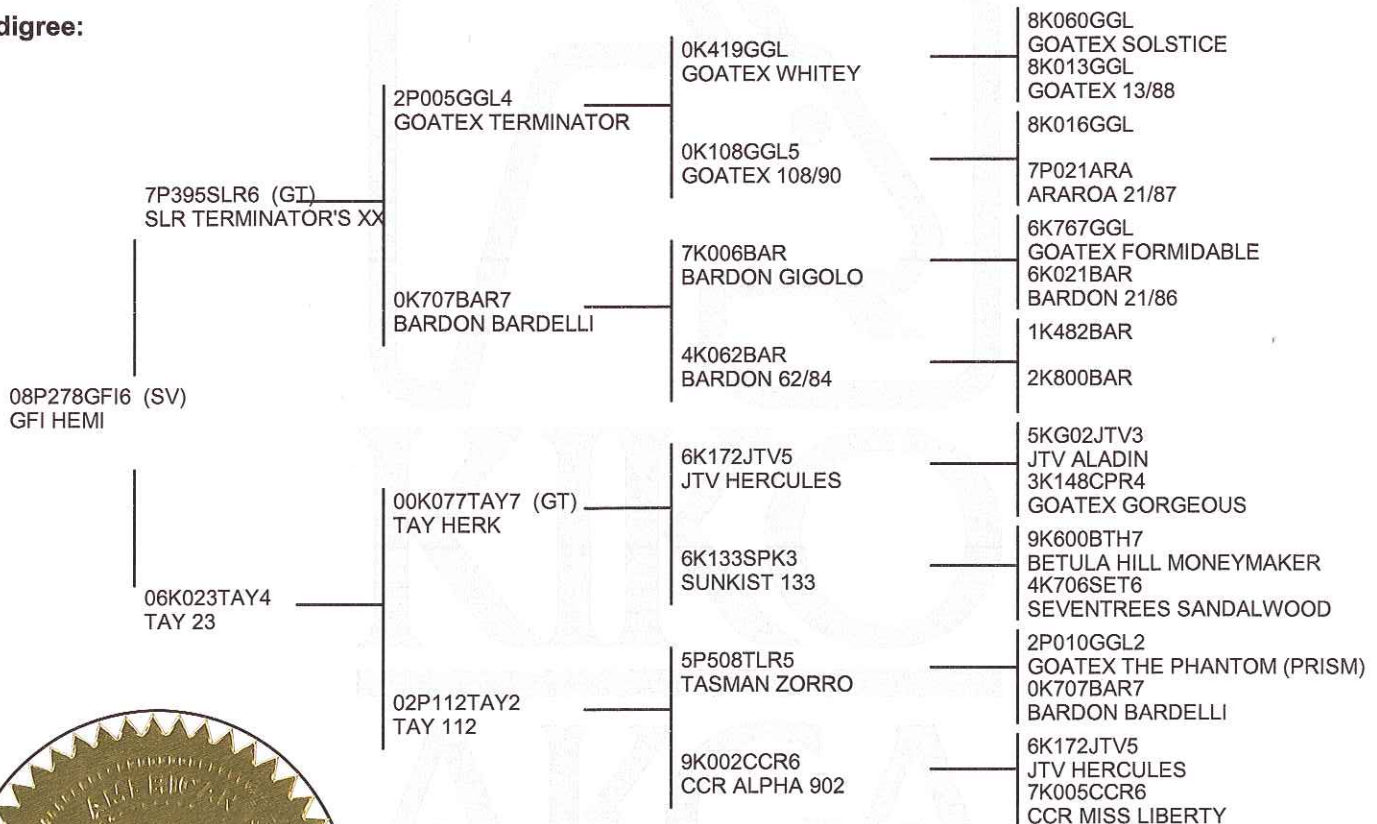 digree:
08P278GFI6 (SV)
GFI HEMI
7P395SLR6 (GT)
SLR TERMINATOR'S XX
06K023TAY4
TAY 23
2P005GGL4
GOATEX TERMINATOR
0K707BAR7
BARDON BARDELLI
00K077TAY7 (GT)
TAY HERK
02P112TAY2
TAY 112
0K419GGL
GOATEX WHITEY
0K108GGL5
GOATEX 108/90
7K006BAR
BARDON GIGOLO
4K062BAR
BARDON 62/84
6K172JTV5
JTV HERCULES
6K133SPK3
SUNKIST 133
5P508TLR5
TASMAN ZORRO
9K002CCR6
CCR ALPHA 902
8K060GGL
GOATEX SOLSTICE
8K013GGL
GOATEX 13/88
8K016GGL
7P021ARA
ARAROA 21/87
6K767GGL
GOATEX FORMIDABLE
6K021BAR
BARDON 21/86
1K482BAR
2K800BAR
5KG02JTV3
JTV ALADIN
3K148CPR4
GOATEX GORGEOUS
9K600BTH7
BETULA HILL MONEYMAKER
4K706SET6
SEVENTREES SANDALWOOD
2P010GGL2
GOATEX THE PHANTOM (PRISM)
0K707BAR7
BARDON BARDELLI
6K172JTV5
JTV HERCULES
7K005CCR6
CCR MISS LIBERTY
KIKO
AMERICAN